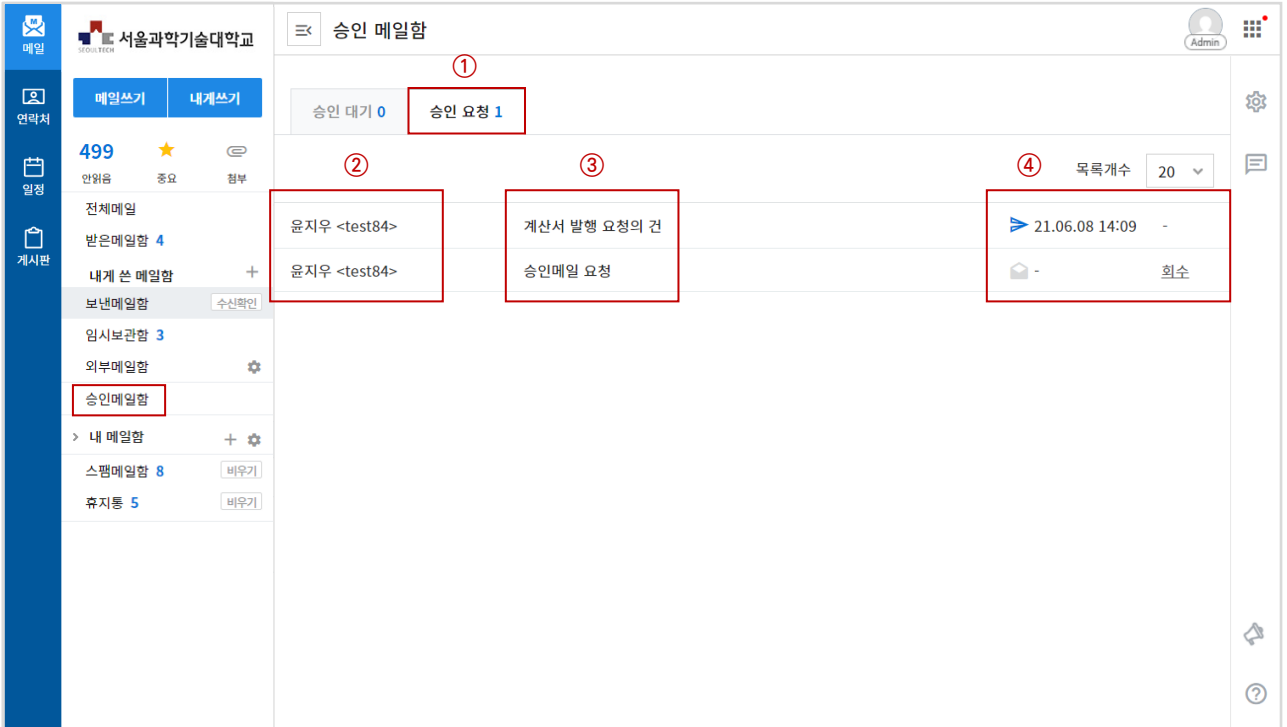 메일
연락처
일정
게시판
SEOULTECH 서울과학기술대학교
메일쓰기 내게쓰기
499
안읽음 중요 첨부
전체메일
받은메일함 4
내게 쓴 메일함
보낸메일함 수신확인
임시보관함 3
외부메일함
승인메일함
내 메일함
스팸메일함 8 비우기
휴지통 5 비우기
승인 메일함
Admin
①
승인 대기 0 승인 요청 1
② ③ ④
목록개수 20
윤지우 <test84> 계산서 발행 요청의 건 21.06.08 14:09 -
윤지우 <test84> 승인메일 요청 - 회수